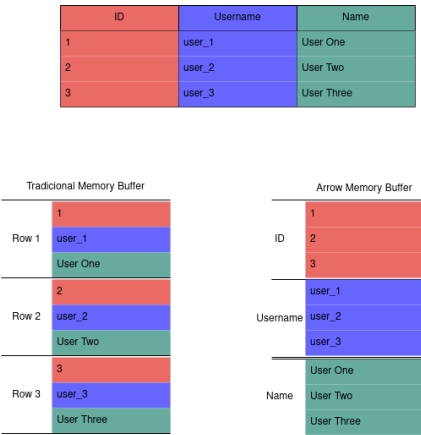 ID Username Name
1 user_1 User One
2 user_2 User Two
3 user_3 User Three
Tradicional Memory Buffer
Row 1
1
user_1
User One
Row 2
2
user_2
User Two
Row 3
3
user_3
User Three
Arrow Memory Buffer
ID
1
2
3
Username
user_1
user_2
user_3
Name
User One
User Two
User Three